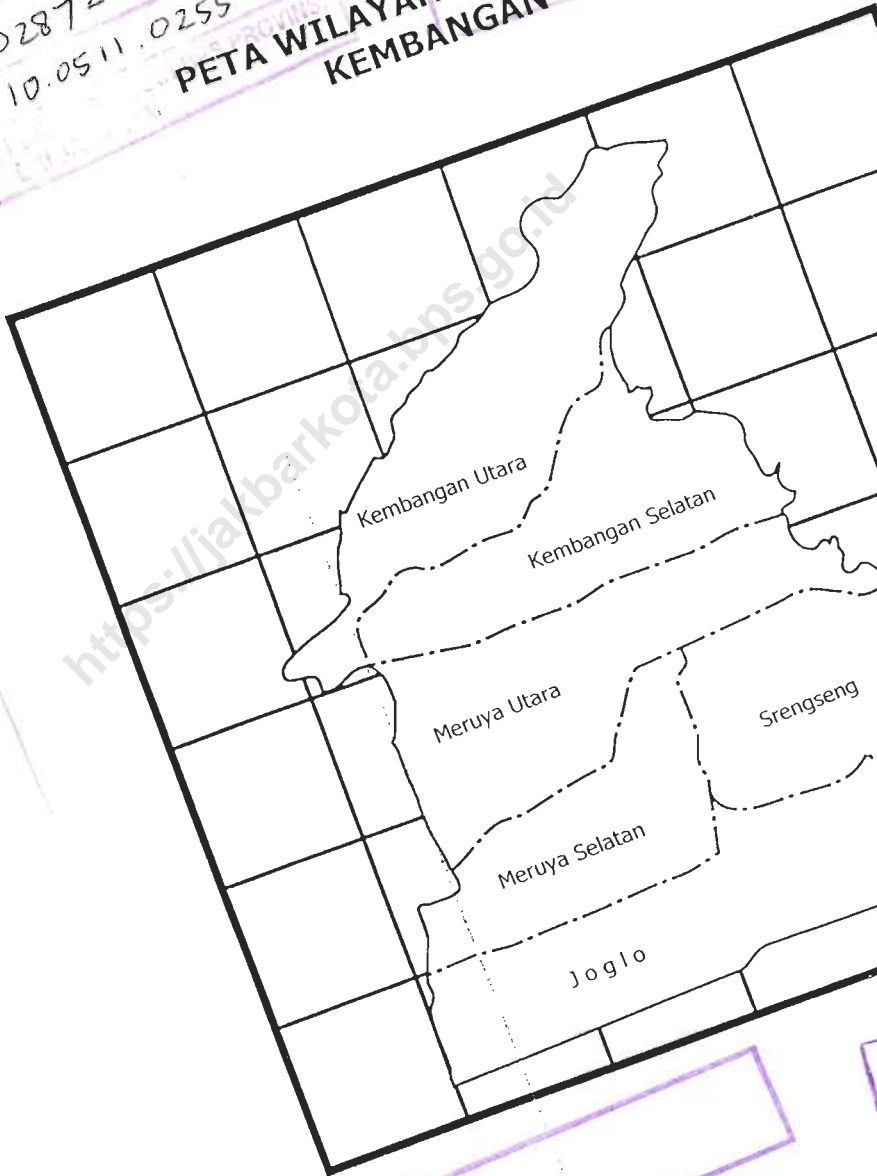 10.0511.0255
PETA WILAYAH
KEMBANGAN
Kembangan Utara
Kembangan Selatan
Meruya Utara
Srengseng
Meruya Selatan
Joglo
https://jakbarkota.bps.go.id